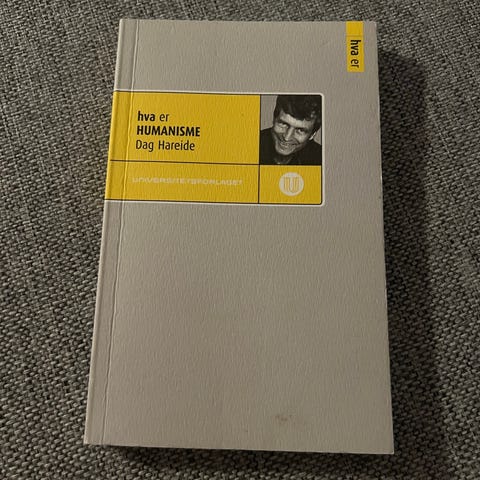 hva er
hva er
HUMANISME
Dag Hareide
UNIVERSITETSFORLAGET
U